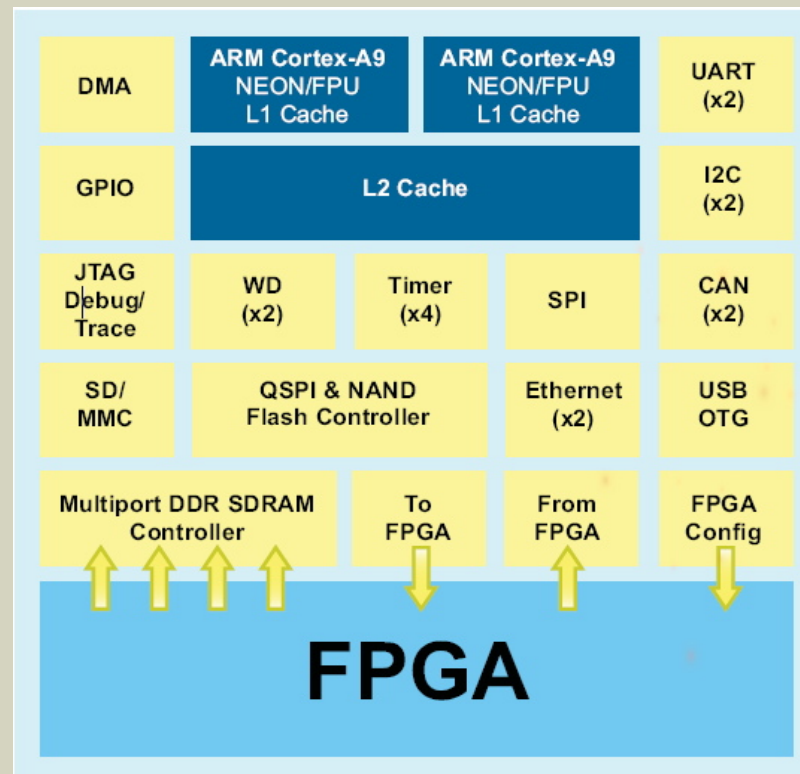 DMA
ARM Cortex-A9
NEON/FPU
L1 Cache
ARM Cortex-A9
NEON/FPU
L1 Cache
UART
(x2)
GPIO
L2 Cache
I2C
(x2)
JTAG
Debug/
Trace
WD
(x2)
Timer
(x4)
SPI
CAN
(x2)
SD/
MMC
QSPI & NAND
Flash Controller
Ethernet
(x2)
USB
OTG
Multiport DDR SDRAM
Controller
To
FPGA
From
FPGA
FPGA
Config
FPGA